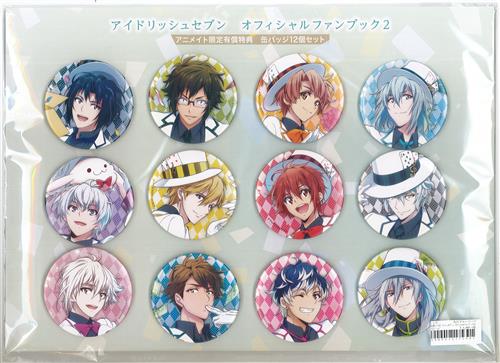 アイドリッシュセブン　オフィシャルファンブック2
アニメイト限定有償特典　缶バッジ12個セット